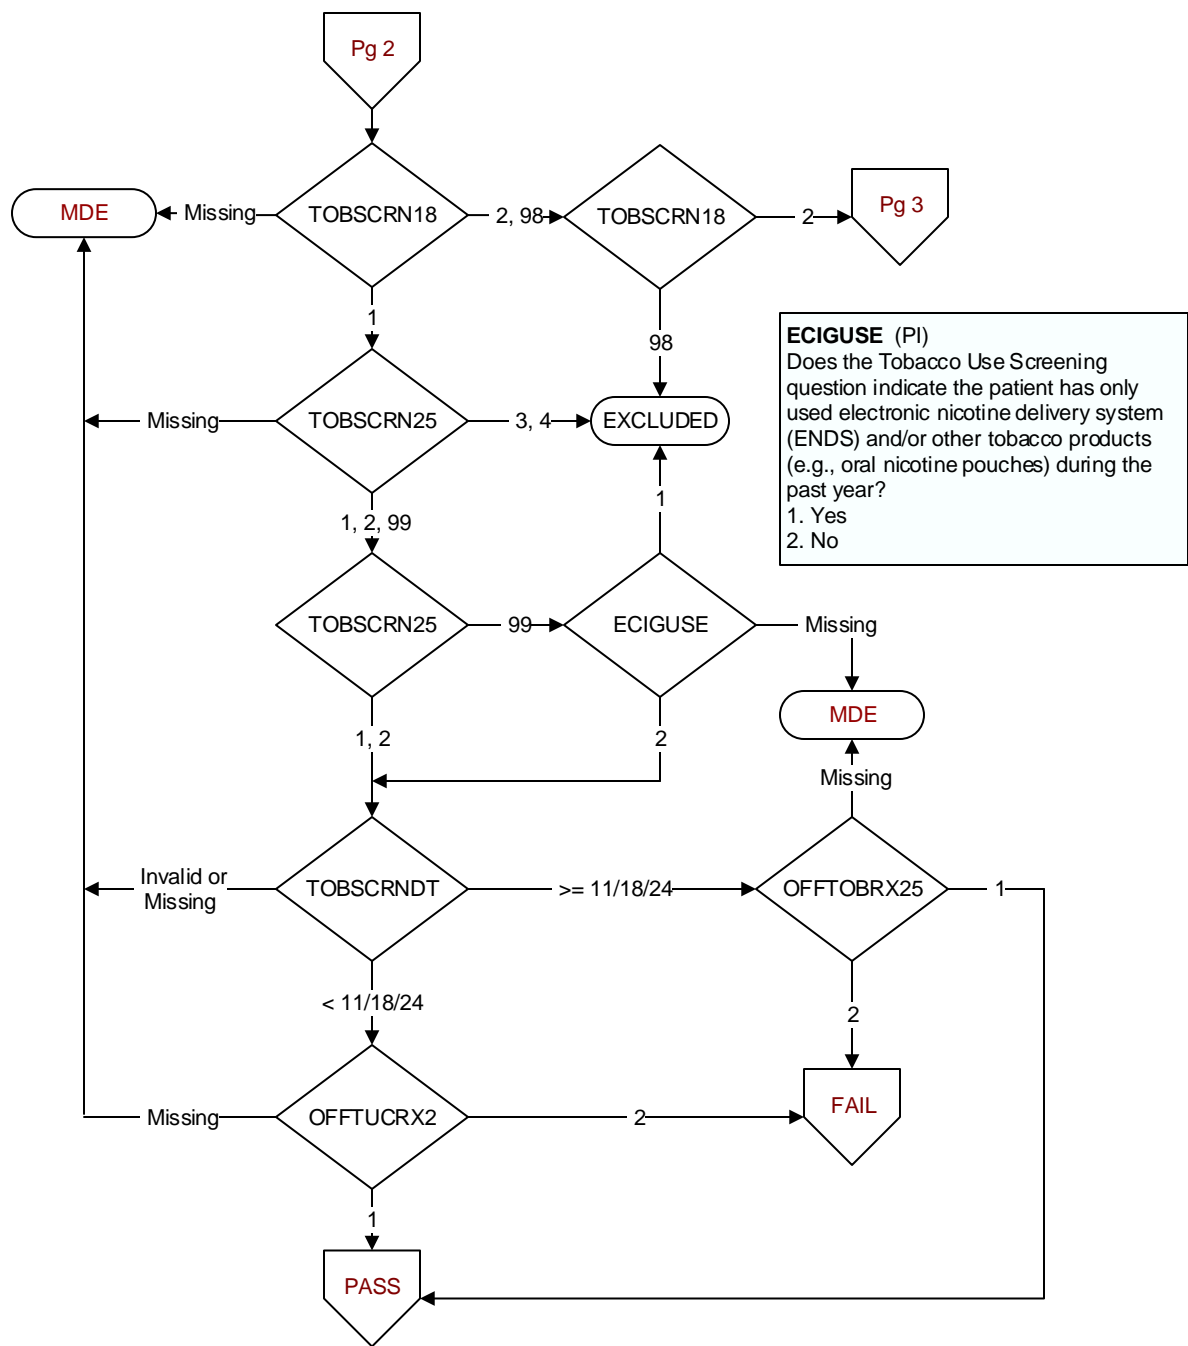 Pg 2
MDE
Missing
TOBSCRN18
2, 98
TOBSCRN18
2
Pg 3
1
98
ECIGUSE (PI)
Does the Tobacco Use Screening
question indicate the patient has only
used electronic nicotine delivery system
(ENDS) and/or other tobacco products
(e.g., oral nicotine pouches) during the
past year?
1. Yes
2. No
Missing
TOBSCRN25
3, 4
EXCLUDED
1, 2, 99
1
TOBSCRN25
99
ECIGUSE
Missing
MDE
1, 2
2
Missing
Invalid or
Missing
TOBSCRNDT
>= 11/18/24
OFFTOBRX25
1
< 11/18/24
2
Missing
OFFTUCRX2
2
FAIL
1
PASS